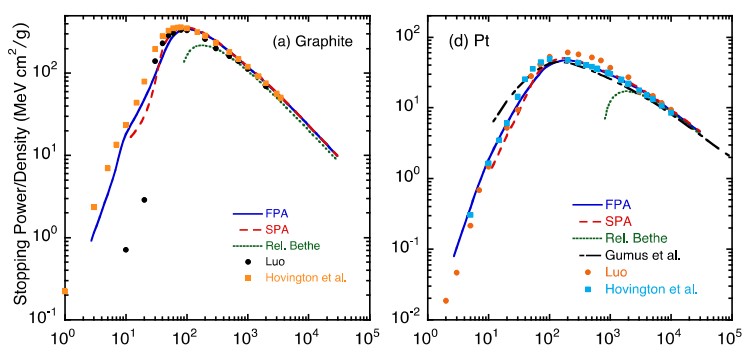 Stopping Power/Density (MeV cm²/g)
(a) Graphite
10³
10²
10¹
10⁰
10⁻¹
FPA
SPA
Rel. Bethe
Luo
Hovington et al.
10⁰ 10¹ 10² 10³ 10⁴ 10⁵
(d) Pt
10²
10¹
10⁰
10⁻¹
10⁻²
FPA
SPA
Rel. Bethe
Gumus et al.
Luo
Hovington et al.
10⁰ 10¹ 10² 10³ 10⁴ 10⁵